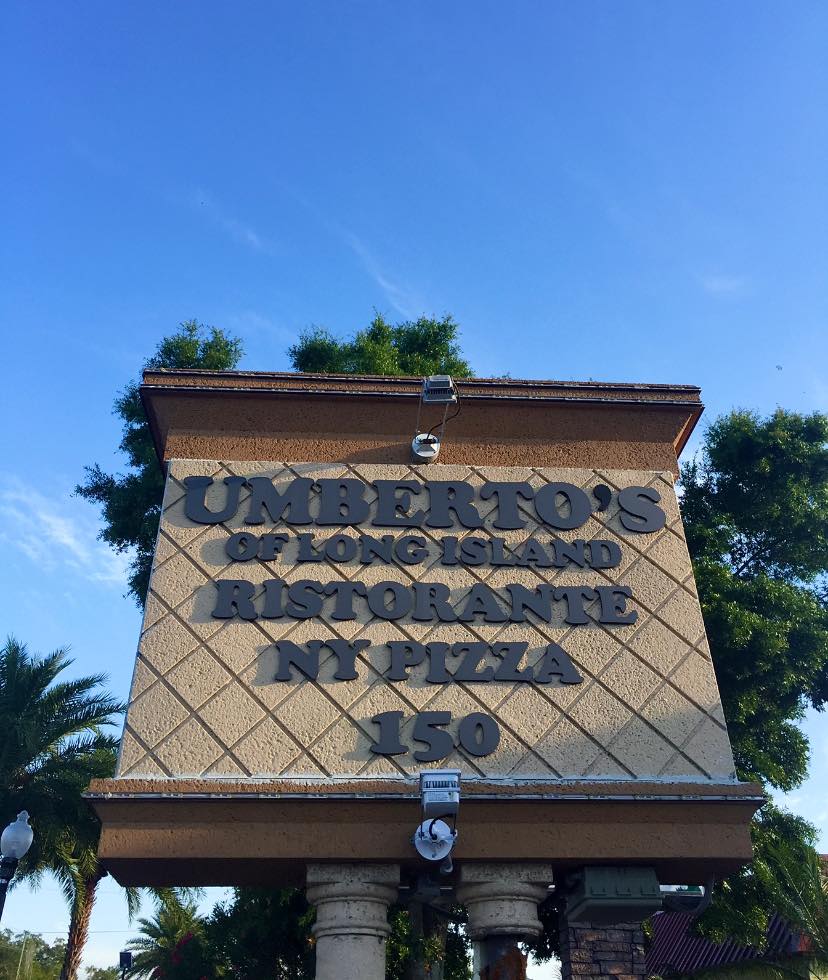 UMBERTO'S
OF LONG ISLAND
RISTORANTE
NY PIZZA
150